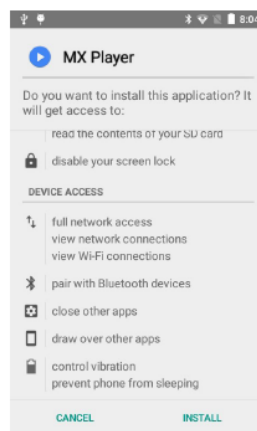 8:04
MX Player
Do you want to install this application? It
will get access to:
read the contents of your SD card
disable your screen lock
DEVICE ACCESS
full network access
view network connections
view Wi-Fi connections
pair with Bluetooth devices
close other apps
draw over other apps
control vibration
prevent phone from sleeping
CANCEL INSTALL